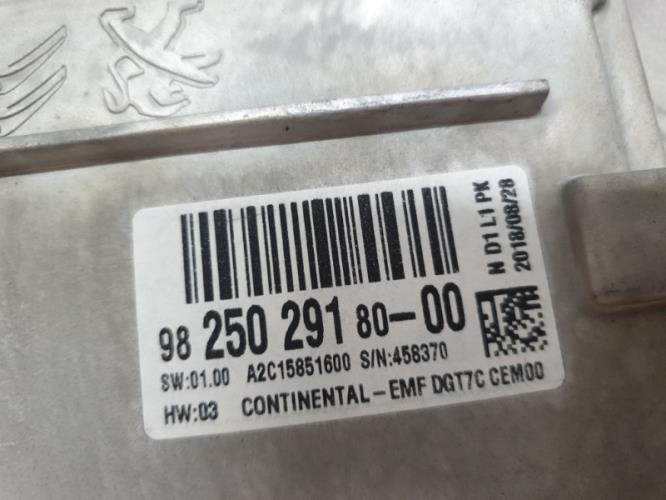 98 250 291 80-00
SW:01.00 A2C15851600 S/N:458370
HW:03 CONTINENTAL-EMF DGT7C CEM00
N D1 L1 PK
2018/08/28